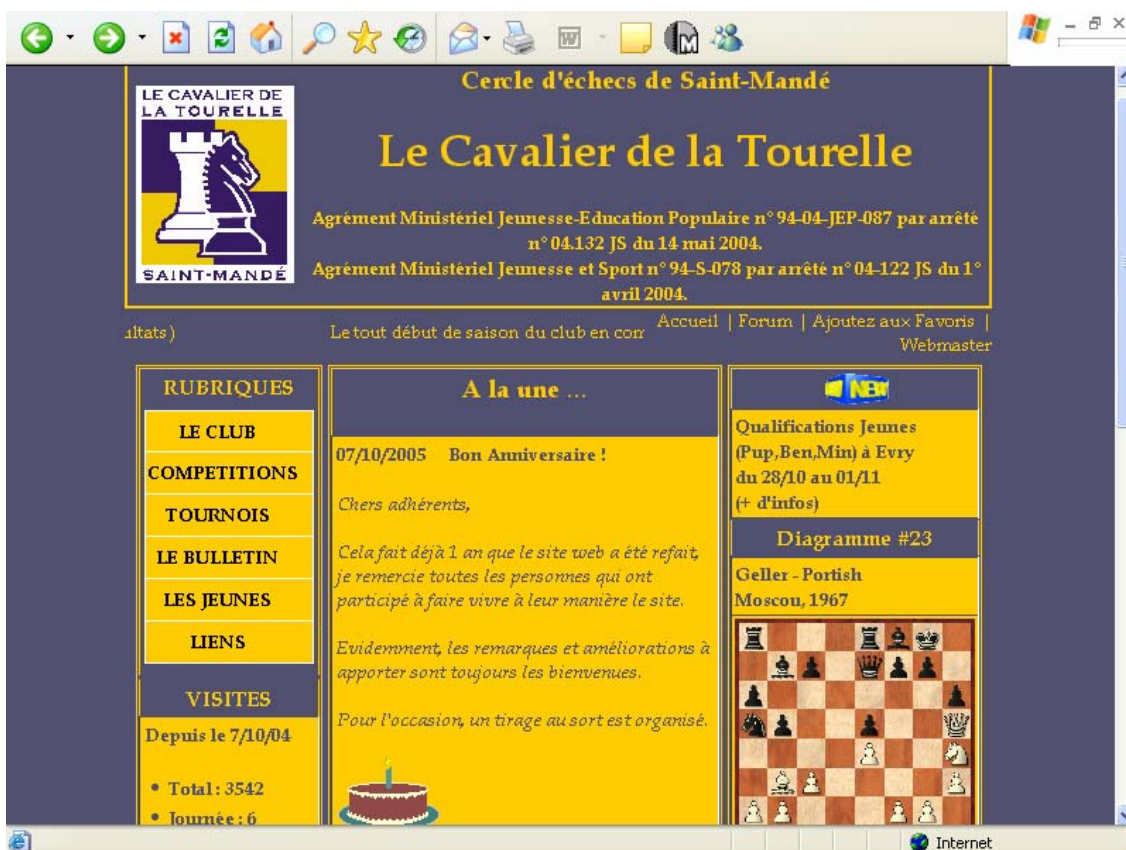 LE CAVALIER DE
LA TOURELLE
SAINT-MANDÉ
Cercle d'échecs de Saint-Mandé
Le Cavalier de la Tourelle
Agrément Ministériel Jeunesse-Education Populaire n° 94-04-JEP-087 par arrêté
n° 04.132 JS du 14 mai 2004.
Agrément Ministériel Jeunesse et Sport n° 94-S-078 par arrêté n° 04-122 JS du 1°
avril 2004.
ultats )
Le tout début de saison du club en com
Accueil | Forum | Ajoutez aux Favoris |
Webmaster
RUBRIQUES
LE CLUB
COMPETITIONS
TOURNOIS
LE BULLETIN
LES JEUNES
LIENS
VISITES
Depuis le 7/10/04
• Total : 3542
• Journée : 6
A la une ...
07/10/2005 Bon Anniversaire !
Chers adhérents,
Cela fait déjà 1 an que le site web a été refait,
je remercie toutes les personnes qui ont
participé à faire vivre à leur manière le site.
Evidemment, les remarques et améliorations à
apporter sont toujours les bienvenues.
Pour l'occasion, un tirage au sort est organisé.
NEW
Qualifications Jeunes
(Pup,Ben,Min) à Evry
du 28/10 au 01/11
(+ d'infos)
Diagramme #23
Geller - Portish
Moscou, 1967
Internet